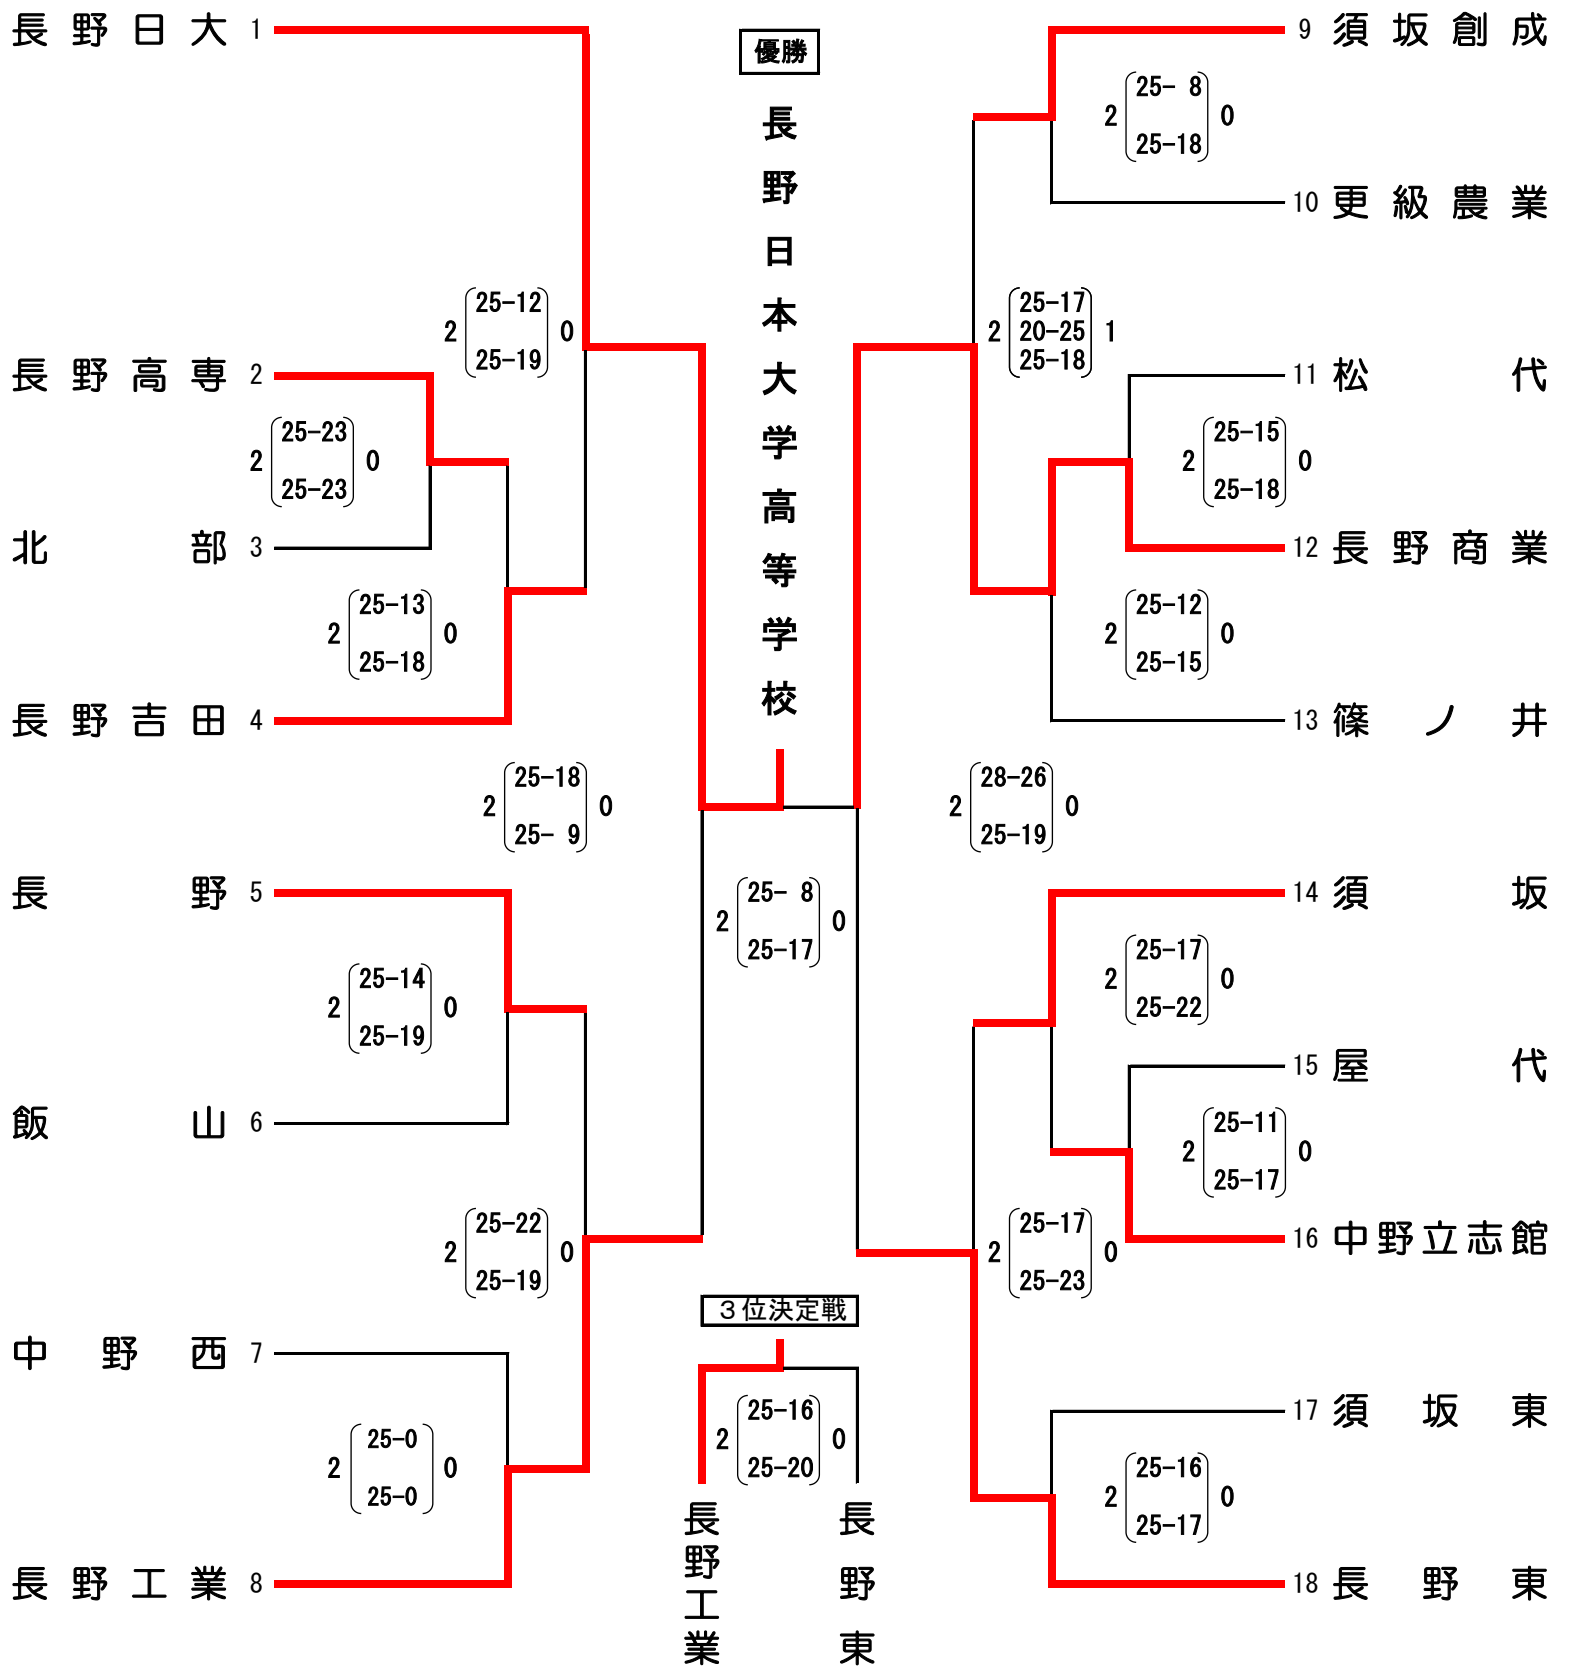 長野日大 1
2 25-12 0
25-19
長野高専 2
2 25-23 0
25-23
北部 3
2 25-13 0
25-18
長野吉田 4
2 25-18 0
25- 9
長野 5
2 25-14 0
25-19
飯山 6
2 25-22 0
25-19
中野西 7
2 25-0 0
25-0
長野工業 8
優勝
長野日本大学高等学校
2 25- 8 0
25-17
3位決定戦
2 25-16 0
25-20
長野工業
長野東
9 須坂創成
2 25- 8 0
25-18
10 更級農業
2 25-17 1
20-25
25-18
11 松代
2 25-15 0
25-18
12 長野商業
2 25-12 0
25-15
13 篠ノ井
2 28-26 0
25-19
14 須坂
2 25-17 0
25-22
15 屋代
2 25-11 0
25-17
16 中野立志館
2 25-17 0
25-23
17 須坂東
2 25-16 0
25-17
18 長野東